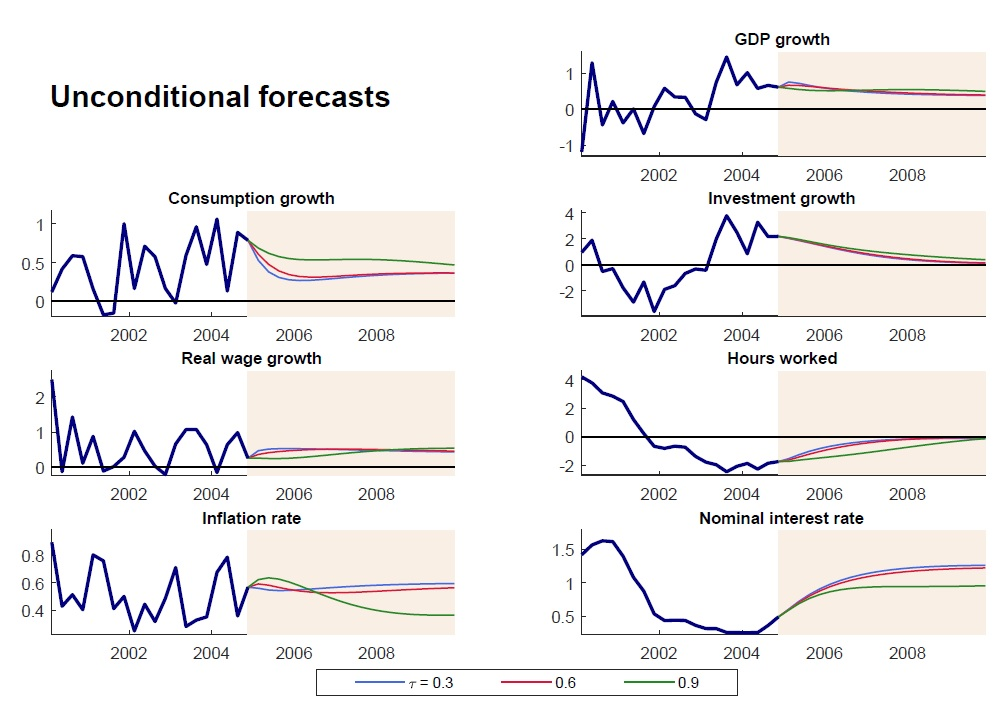 Unconditional forecasts
GDP growth
1
0
-1
2002 2004 2006 2008
Consumption growth
1
0.5
0
2002 2004 2006 2008
Investment growth
4
2
0
-2
2002 2004 2006 2008
Real wage growth
2
1
0
2002 2004 2006 2008
Hours worked
4
2
0
-2
2002 2004 2006 2008
Inflation rate
0.8
0.6
0.4
2002 2004 2006 2008
Nominal interest rate
1.5
1
0.5
2002 2004 2006 2008
τ = 0.3 0.6 0.9